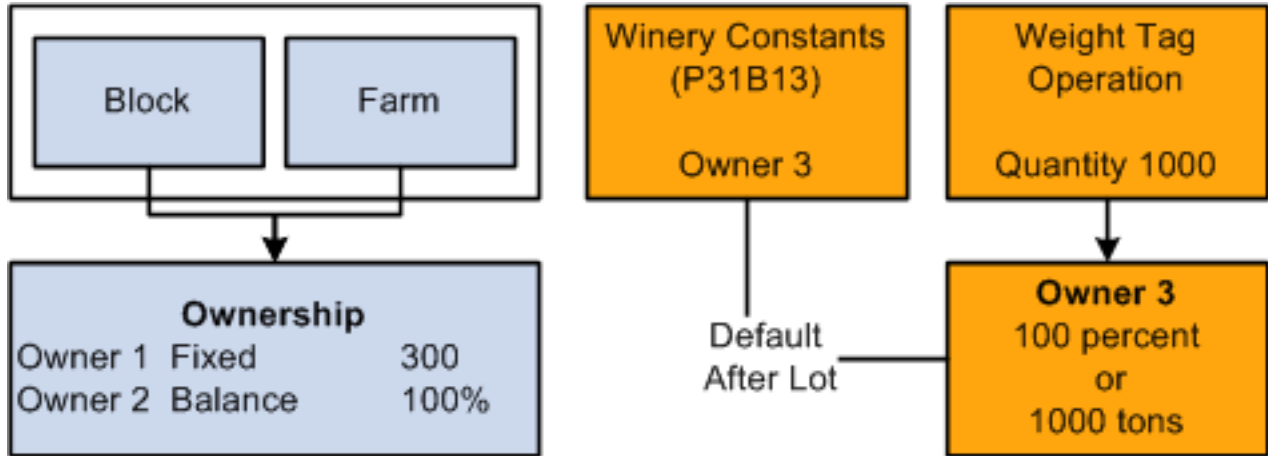 Block
Farm
Ownership
Owner 1 Fixed 300
Owner 2 Balance 100%
Winery Constants
(P31B13)
Owner 3
Weight Tag
Operation
Quantity 1000
Default
After Lot
Owner 3
100 percent
or
1000 tons